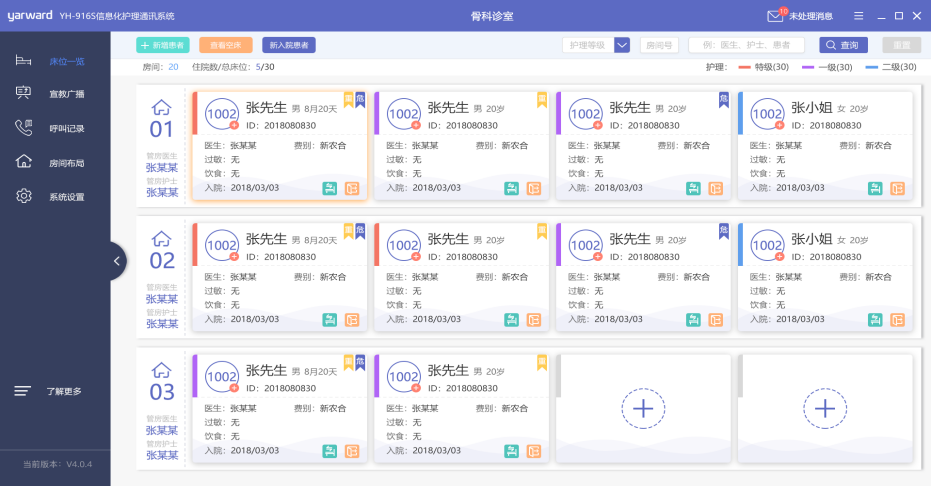 yarward YH-916S信息化护理通讯系统
骨科诊室
10
未处理消息
床位一览
宣教广播
呼叫记录
房间布局
系统设置
了解更多
当前版本：V4.0.4
+ 新增患者 查看空床 新入院患者
护理等级 房间号 例：医生、护士、患者 查询 重置
房间：20 住院数/总床位：5/30
护理： 特级(30) 一级(30) 二级(30)
01
管房医生
张某某
管房护士
张某某
1002 张先生 男 8月20天 重 危
ID：2018080830
医生：张某某 费别：新农合
过敏：无
饮食：无
入院：2018/03/03
1002 张先生 男 20岁 重
ID：2018080830
医生：张某某 费别：新农合
过敏：无
饮食：无
入院：2018/03/03
1002 张先生 男 20岁 危
ID：2018080830
医生：张某某 费别：新农合
过敏：无
饮食：无
入院：2018/03/03
1002 张小姐 女 20岁
ID：2018080830
医生：张某某 费别：新农合
过敏：无
饮食：无
入院：2018/03/03
02
管房医生
张某某
管房护士
张某某
1002 张先生 男 8月20天 重 危
ID：2018080830
医生：张某某 费别：新农合
过敏：无
饮食：无
入院：2018/03/03
1002 张先生 男 20岁 重
ID：2018080830
医生：张某某 费别：新农合
过敏：无
饮食：无
入院：2018/03/03
1002 张先生 男 20岁 危
ID：2018080830
医生：张某某 费别：新农合
过敏：无
饮食：无
入院：2018/03/03
1002 张小姐 女 20岁
ID：2018080830
医生：张某某 费别：新农合
过敏：无
饮食：无
入院：2018/03/03
03
管房医生
张某某
管房护士
张某某
1002 张先生 男 8月20天 重 危
ID：2018080830
医生：张某某 费别：新农合
过敏：无
饮食：无
入院：2018/03/03
1002 张先生 男 20岁 重
ID：2018080830
医生：张某某 费别：新农合
过敏：无
饮食：无
入院：2018/03/03